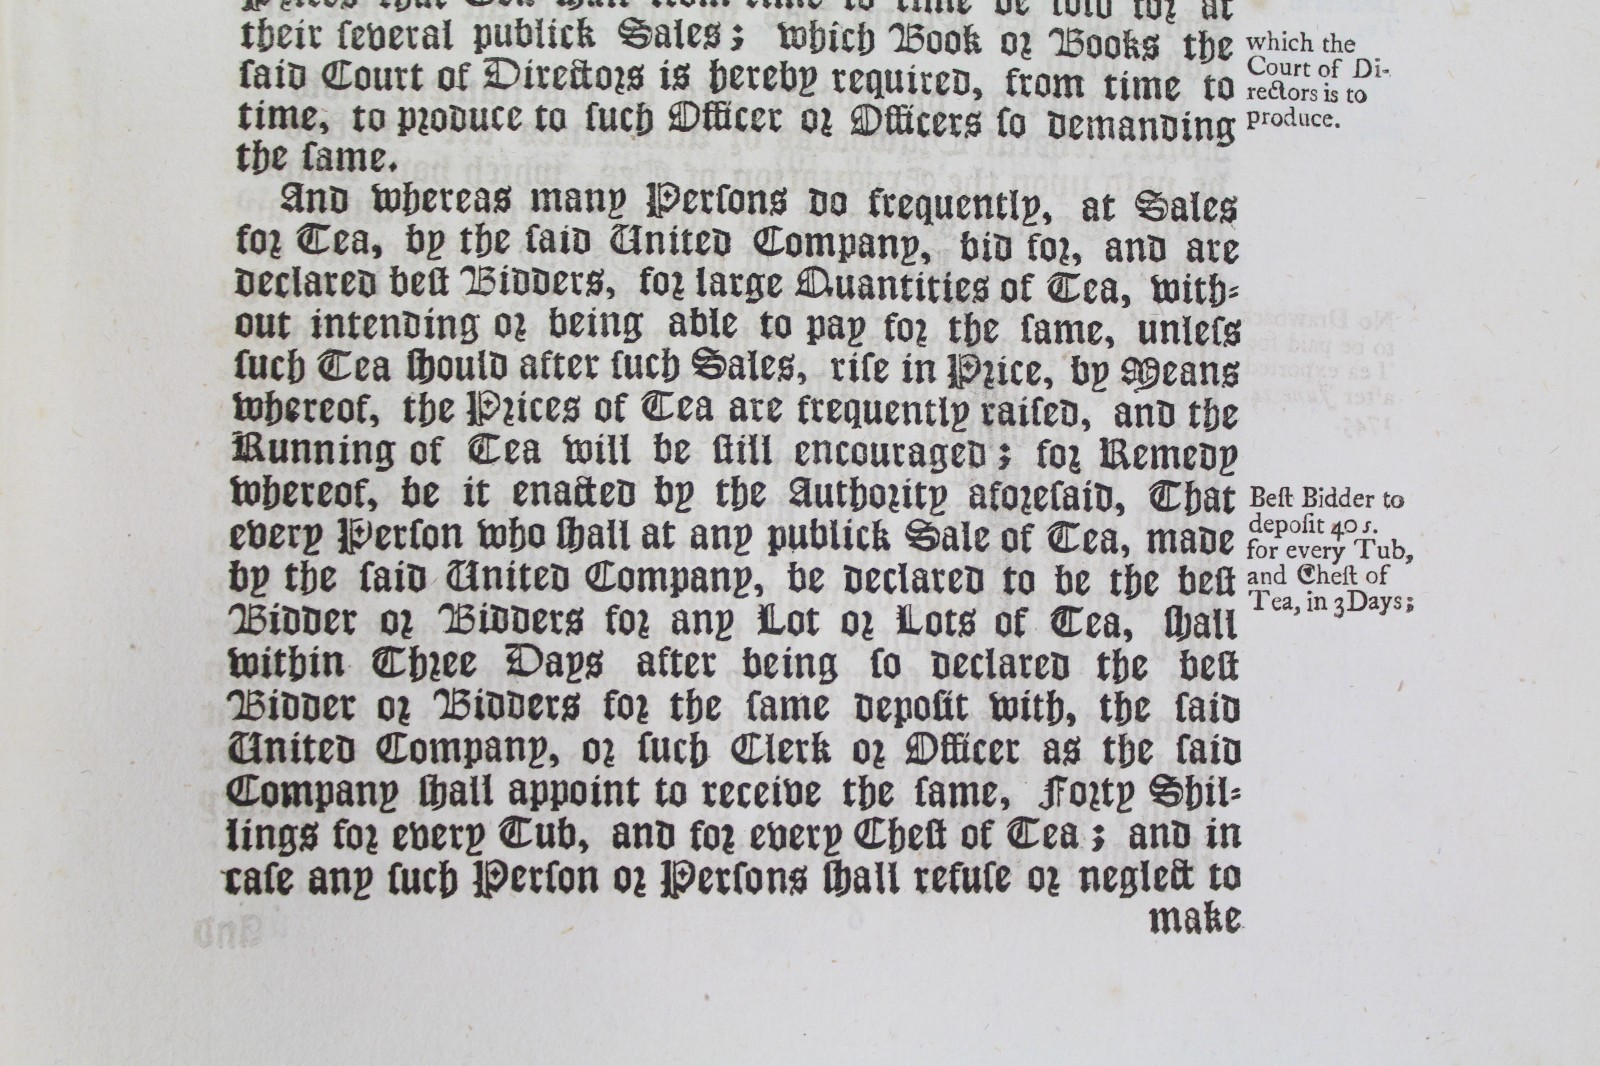 Prices that Tea shall from time to time be sold for at
their ſeveral publick Sales; which Book or Books the
ſaid Court of Directors is hereby required, from time to
time, to produce to ſuch Officer or Officers ſo demanding
the ſame.
which the
Court of Di-
rectors is to
produce.
And whereas many Perſons do frequently, at Sales
for Tea, by the ſaid United Company, bid for, and are
declared beſt Bidders, for large Quantities of Tea, with-
out intending or being able to pay for the ſame, unleſs
ſuch Tea ſhould after ſuch Sales, riſe in Price, by Means
whereof, the Prices of Tea are frequently raiſed, and the
Running of Tea will be ſtill encouraged; for Remedy
whereof, be it enacted by the Authority aforeſaid, That
every Perſon who ſhall at any publick Sale of Tea, made
by the ſaid United Company, be declared to be the beſt
Bidder or Bidders for any Lot or Lots of Tea, ſhall
within Three Days after being ſo declared the beſt
Bidder or Bidders for the ſame depoſit with, the ſaid
United Company, or ſuch Clerk or Officer as the ſaid
Company ſhall appoint to receive the ſame, Forty Shil-
lings for every Tub, and for every Cheſt of Tea; and in
caſe any ſuch Perſon or Perſons ſhall refuſe or neglect to
make
Beſt Bidder to
depoſit 40 s.
for every Tub,
and Cheſt of
Tea, in 3 Days;